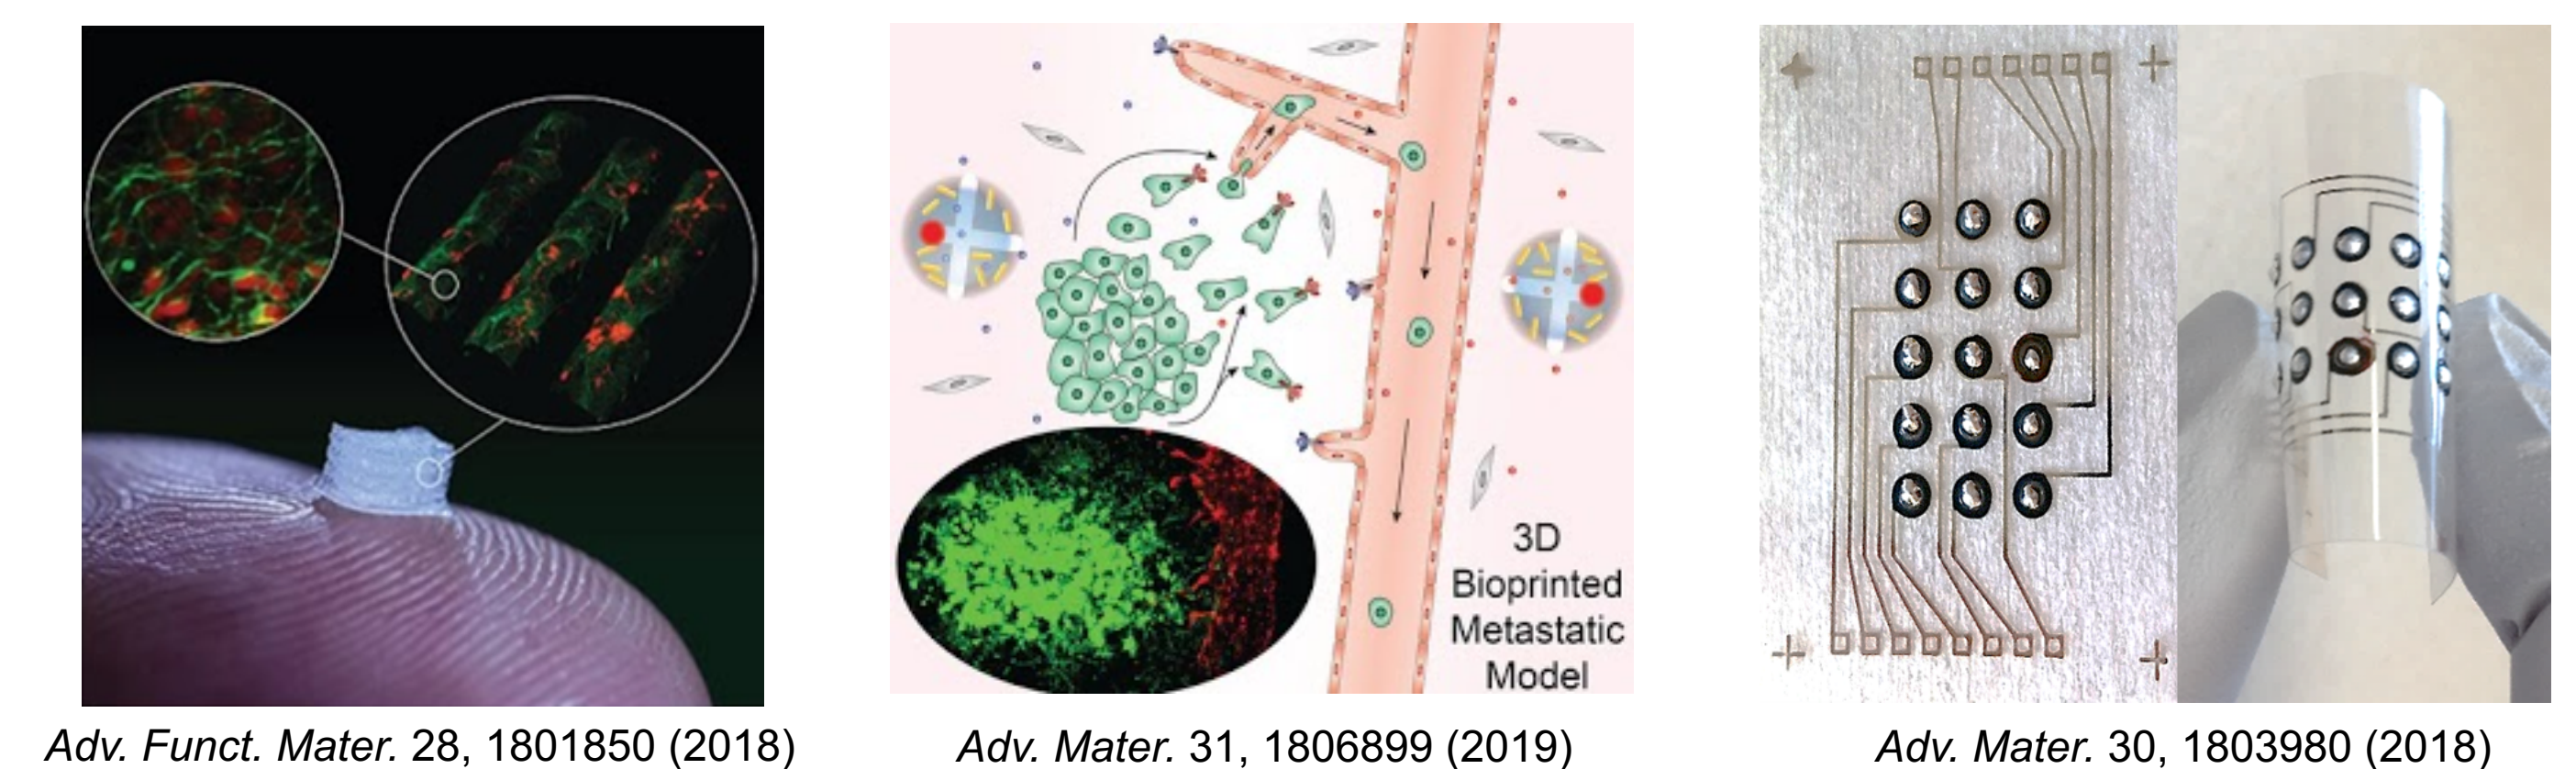 3D
Bioprinted
Metastatic
Model
Adv. Funct. Mater. 28, 1801850 (2018)
Adv. Mater. 31, 1806899 (2019)
Adv. Mater. 30, 1803980 (2018)